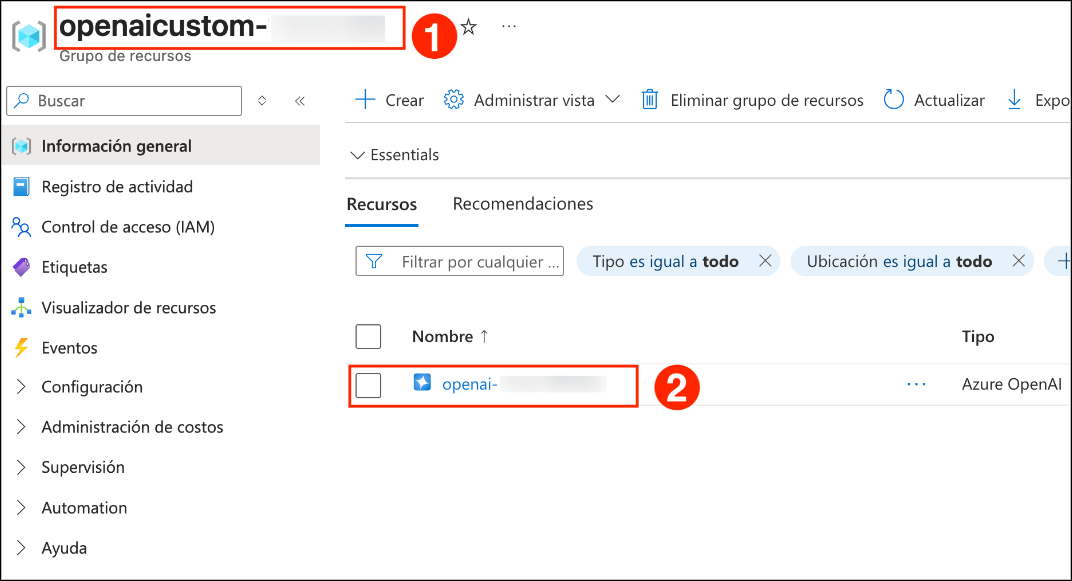 openaicustom-
1
Grupo de recursos
Buscar
Crear
Administrar vista
Eliminar grupo de recursos
Actualizar
Expo
Información general
Registro de actividad
Control de acceso (IAM)
Etiquetas
Visualizador de recursos
Eventos
Configuración
Administración de costos
Supervisión
Automation
Ayuda
Essentials
Recursos Recomendaciones
Filtrar por cualquier ... Tipo es igual a todo Ubicación es igual a todo
Nombre ↑ Tipo
openai- 2 ... Azure OpenAI